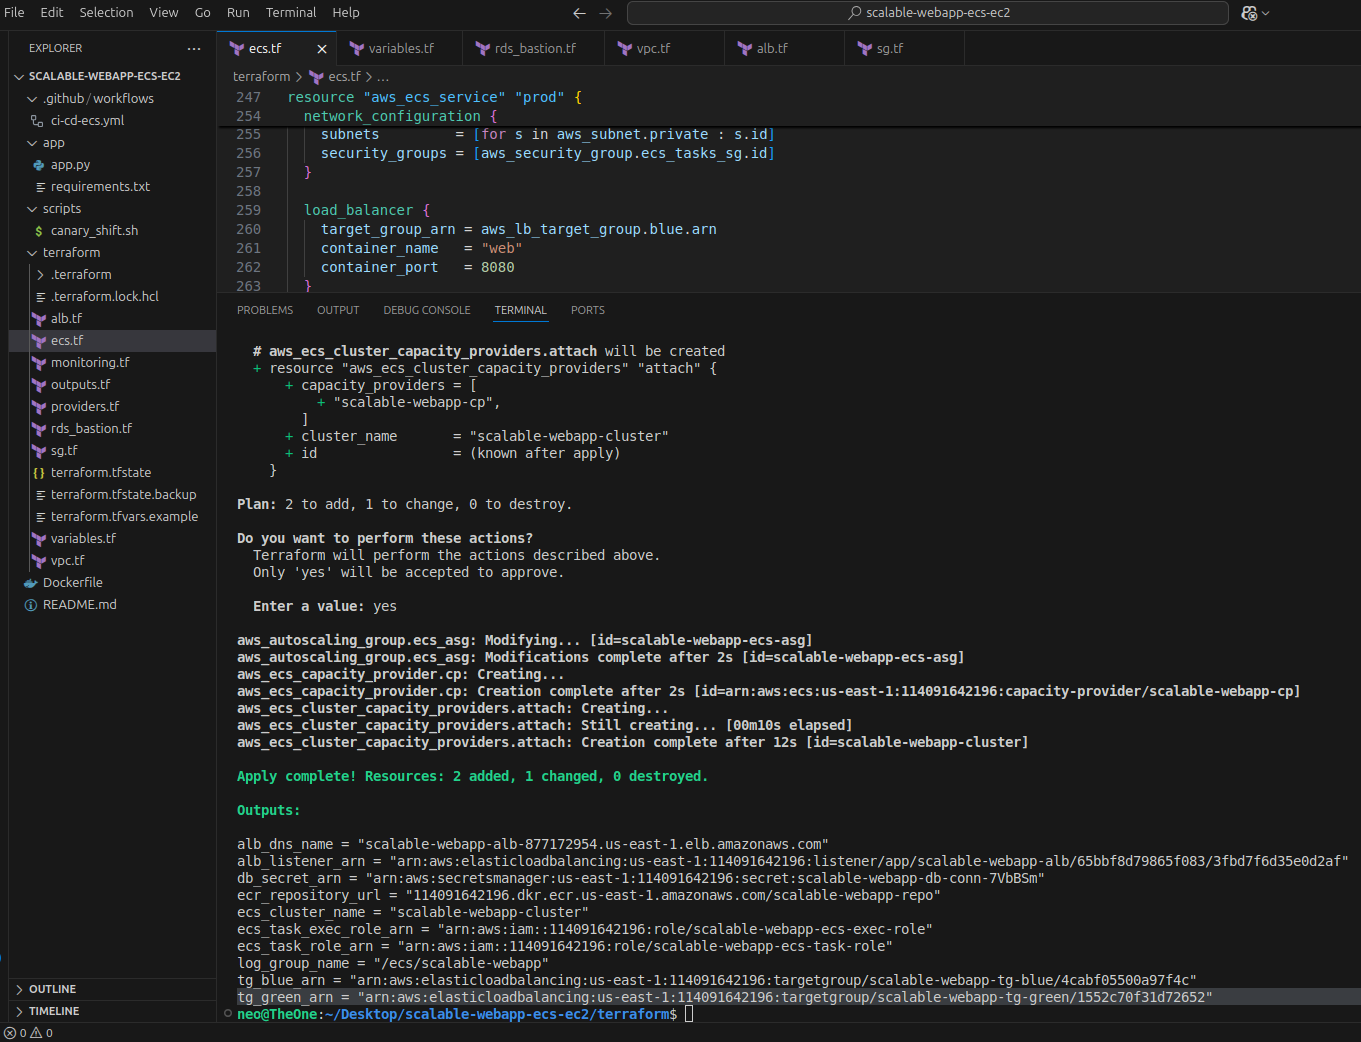 File Edit Selection View Go Run Terminal Help
scalable-webapp-ecs-ec2
EXPLORER ...
SCALABLE-WEBAPP-ECS-EC2
.github/workflows
ci-cd-ecs.yml
app
app.py
requirements.txt
scripts
canary_shift.sh
terraform
.terraform
.terraform.lock.hcl
alb.tf
ecs.tf
monitoring.tf
outputs.tf
providers.tf
rds_bastion.tf
sg.tf
terraform.tfstate
terraform.tfstate.backup
terraform.tfvars.example
variables.tf
vpc.tf
Dockerfile
README.md
OUTLINE
TIMELINE
0 0
ecs.tf variables.tf rds_bastion.tf vpc.tf alb.tf sg.tf
terraform > ecs.tf > ...
247 resource "aws_ecs_service" "prod" {
254 network_configuration {
255 subnets = [for s in aws_subnet.private : s.id]
256 security_groups = [aws_security_group.ecs_tasks_sg.id]
257 }
258
259 load_balancer {
260 target_group_arn = aws_lb_target_group.blue.arn
261 container_name = "web"
262 container_port = 8080
263 }
PROBLEMS OUTPUT DEBUG CONSOLE TERMINAL PORTS
# aws_ecs_cluster_capacity_providers.attach will be created
+ resource "aws_ecs_cluster_capacity_providers" "attach" {
+ capacity_providers = [
+ "scalable-webapp-cp",
]
+ cluster_name = "scalable-webapp-cluster"
+ id = (known after apply)
}
Plan: 2 to add, 1 to change, 0 to destroy.
Do you want to perform these actions?
Terraform will perform the actions described above.
Only 'yes' will be accepted to approve.
Enter a value: yes
aws_autoscaling_group.ecs_asg: Modifying... [id=scalable-webapp-ecs-asg]
aws_autoscaling_group.ecs_asg: Modifications complete after 2s [id=scalable-webapp-ecs-asg]
aws_ecs_capacity_provider.cp: Creating...
aws_ecs_capacity_provider.cp: Creation complete after 2s [id=arn:aws:ecs:us-east-1:114091642196:capacity-provider/scalable-webapp-cp]
aws_ecs_cluster_capacity_providers.attach: Creating...
aws_ecs_cluster_capacity_providers.attach: Still creating... [00m10s elapsed]
aws_ecs_cluster_capacity_providers.attach: Creation complete after 12s [id=scalable-webapp-cluster]
Apply complete! Resources: 2 added, 1 changed, 0 destroyed.
Outputs:
alb_dns_name = "scalable-webapp-alb-877172954.us-east-1.elb.amazonaws.com"
alb_listener_arn = "arn:aws:elasticloadbalancing:us-east-1:114091642196:listener/app/scalable-webapp-alb/65bbf8d79865f083/3fbd7f6d35e0d2af"
db_secret_arn = "arn:aws:secretsmanager:us-east-1:114091642196:secret:scalable-webapp-db-conn-7VbBSm"
ecr_repository_url = "114091642196.dkr.ecr.us-east-1.amazonaws.com/scalable-webapp-repo"
ecs_cluster_name = "scalable-webapp-cluster"
ecs_task_exec_role_arn = "arn:aws:iam::114091642196:role/scalable-webapp-ecs-exec-role"
ecs_task_role_arn = "arn:aws:iam::114091642196:role/scalable-webapp-ecs-task-role"
log_group_name = "/ecs/scalable-webapp"
tg_blue_arn = "arn:aws:elasticloadbalancing:us-east-1:114091642196:targetgroup/scalable-webapp-tg-blue/4cabf05500a97f4c"
tg_green_arn = "arn:aws:elasticloadbalancing:us-east-1:114091642196:targetgroup/scalable-webapp-tg-green/1552c70f31d72652"
neo@TheOne:~/Desktop/scalable-webapp-ecs-ec2/terraform$